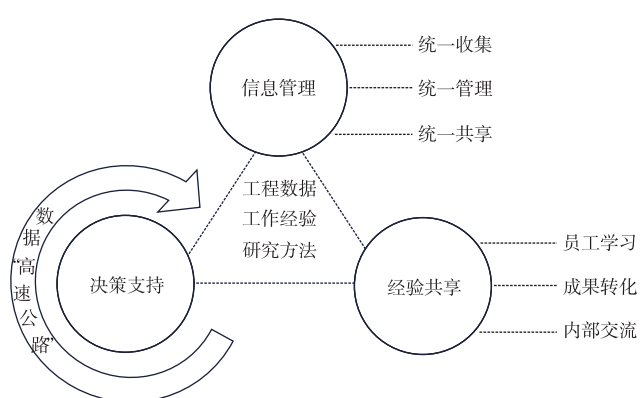 信息管理
统一收集
统一管理
统一共享
工程数据
工作经验
研究方法
数据“高速公路”
决策支持
经验共享
员工学习
成果转化
内部交流